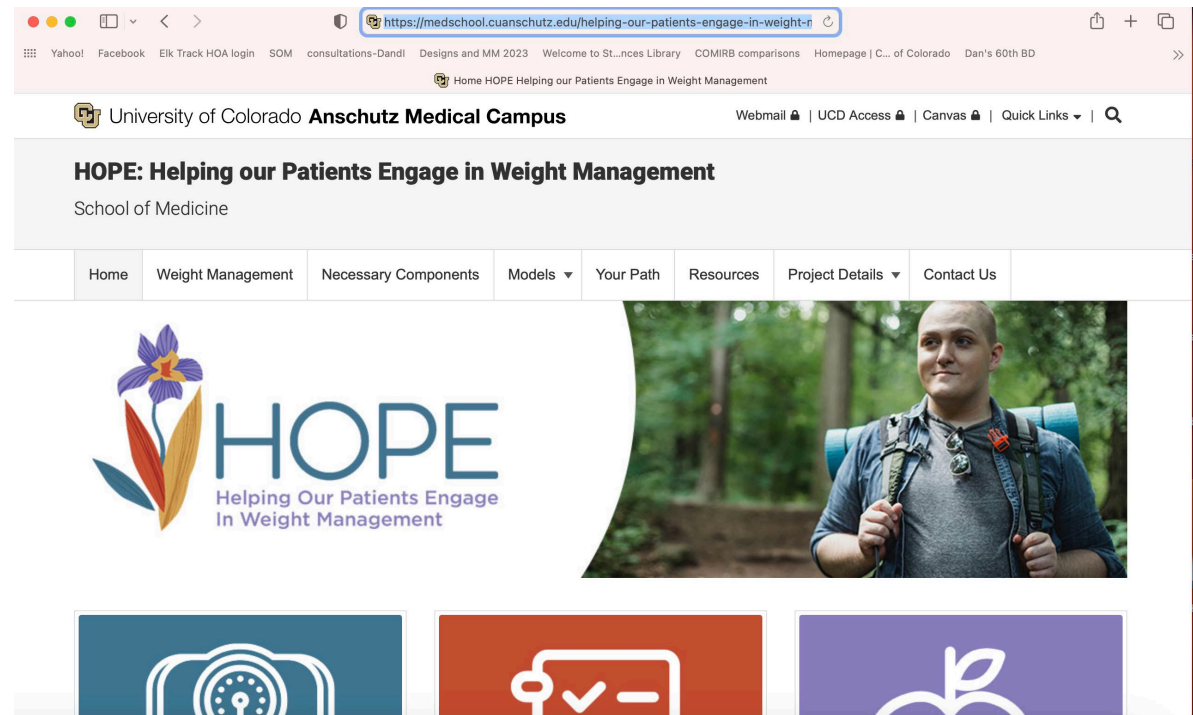 https://medschool.cuanschutz.edu/helping-our-patients-engage-in-weight-n
Yahoo! Facebook Elk Track HOA login SOM consultations-DandI Designs and MM 2023 Welcome to St...nces Library COMIRB comparisons Homepage | C... of Colorado Dan's 60th BD
Home HOPE Helping our Patients Engage in Weight Management
University of Colorado Anschutz Medical Campus
Webmail | UCD Access | Canvas | Quick Links |
HOPE: Helping our Patients Engage in Weight Management
School of Medicine
Home Weight Management Necessary Components Models Your Path Resources Project Details Contact Us
HOPE
Helping Our Patients Engage
In Weight Management